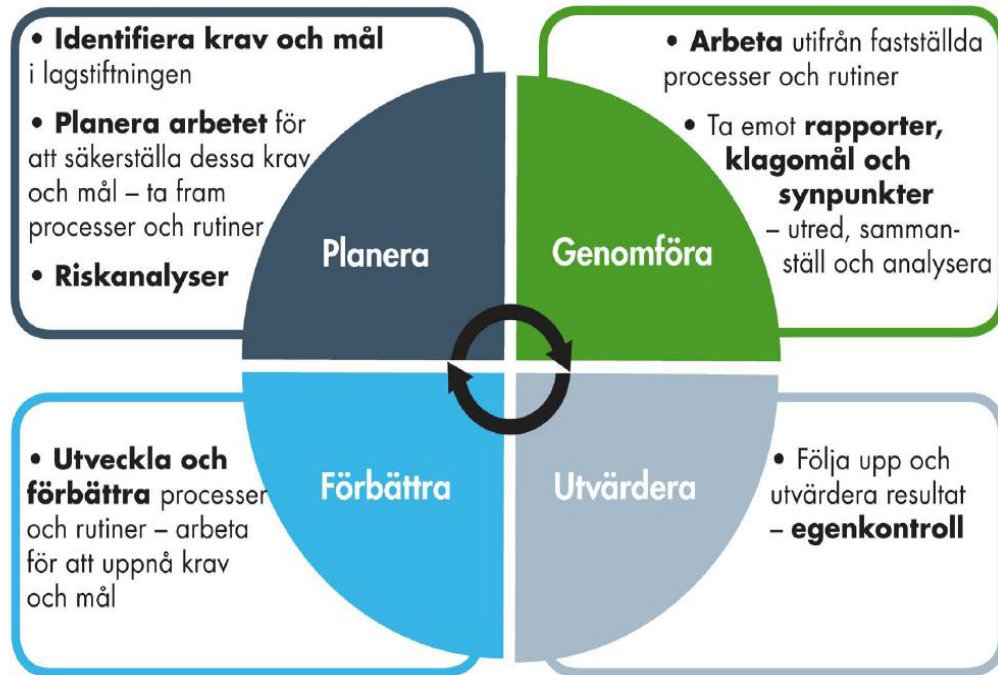 • Identifiera krav och mål
i lagstiftningen
• Planera arbetet för
att säkerställa dessa krav
och mål – ta fram
processer och rutiner
• Riskanalyser
Planera
• Arbeta utifrån fastställda
processer och rutiner
• Ta emot rapporter,
klagomål och
synpunkter
– utred, samman-
ställ och analysera
Genomföra
• Utveckla och
förbättra processer
och rutiner – arbeta
för att uppnå krav
och mål
Förbättra
Utvärdera
• Följa upp och
utvärdera resultat
– egenkontroll